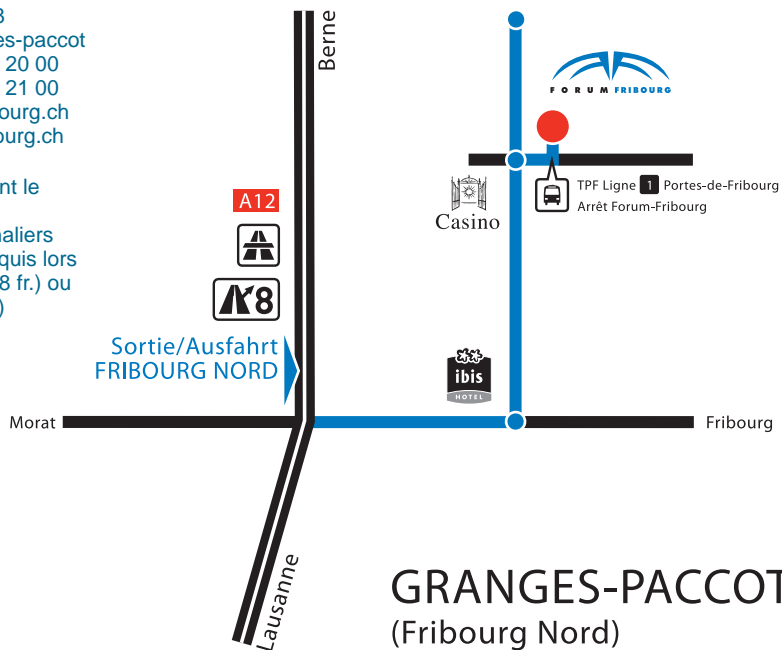 3
es-paccot
20 00
21 00
ourg.ch
ourg.ch
nt le
naliers
quis lors
8 fr.) ou
)
Berne
FORUM FRIBOURG
TPF Ligne 1 Portes-de-Fribourg
Arrêt Forum-Fribourg
Casino
A12
8
Sortie/Ausfahrt
FRIBOURG NORD
ibis
HOTEL
Morat
Fribourg
Lausanne
GRANGES-PACCOT
(Fribourg Nord)